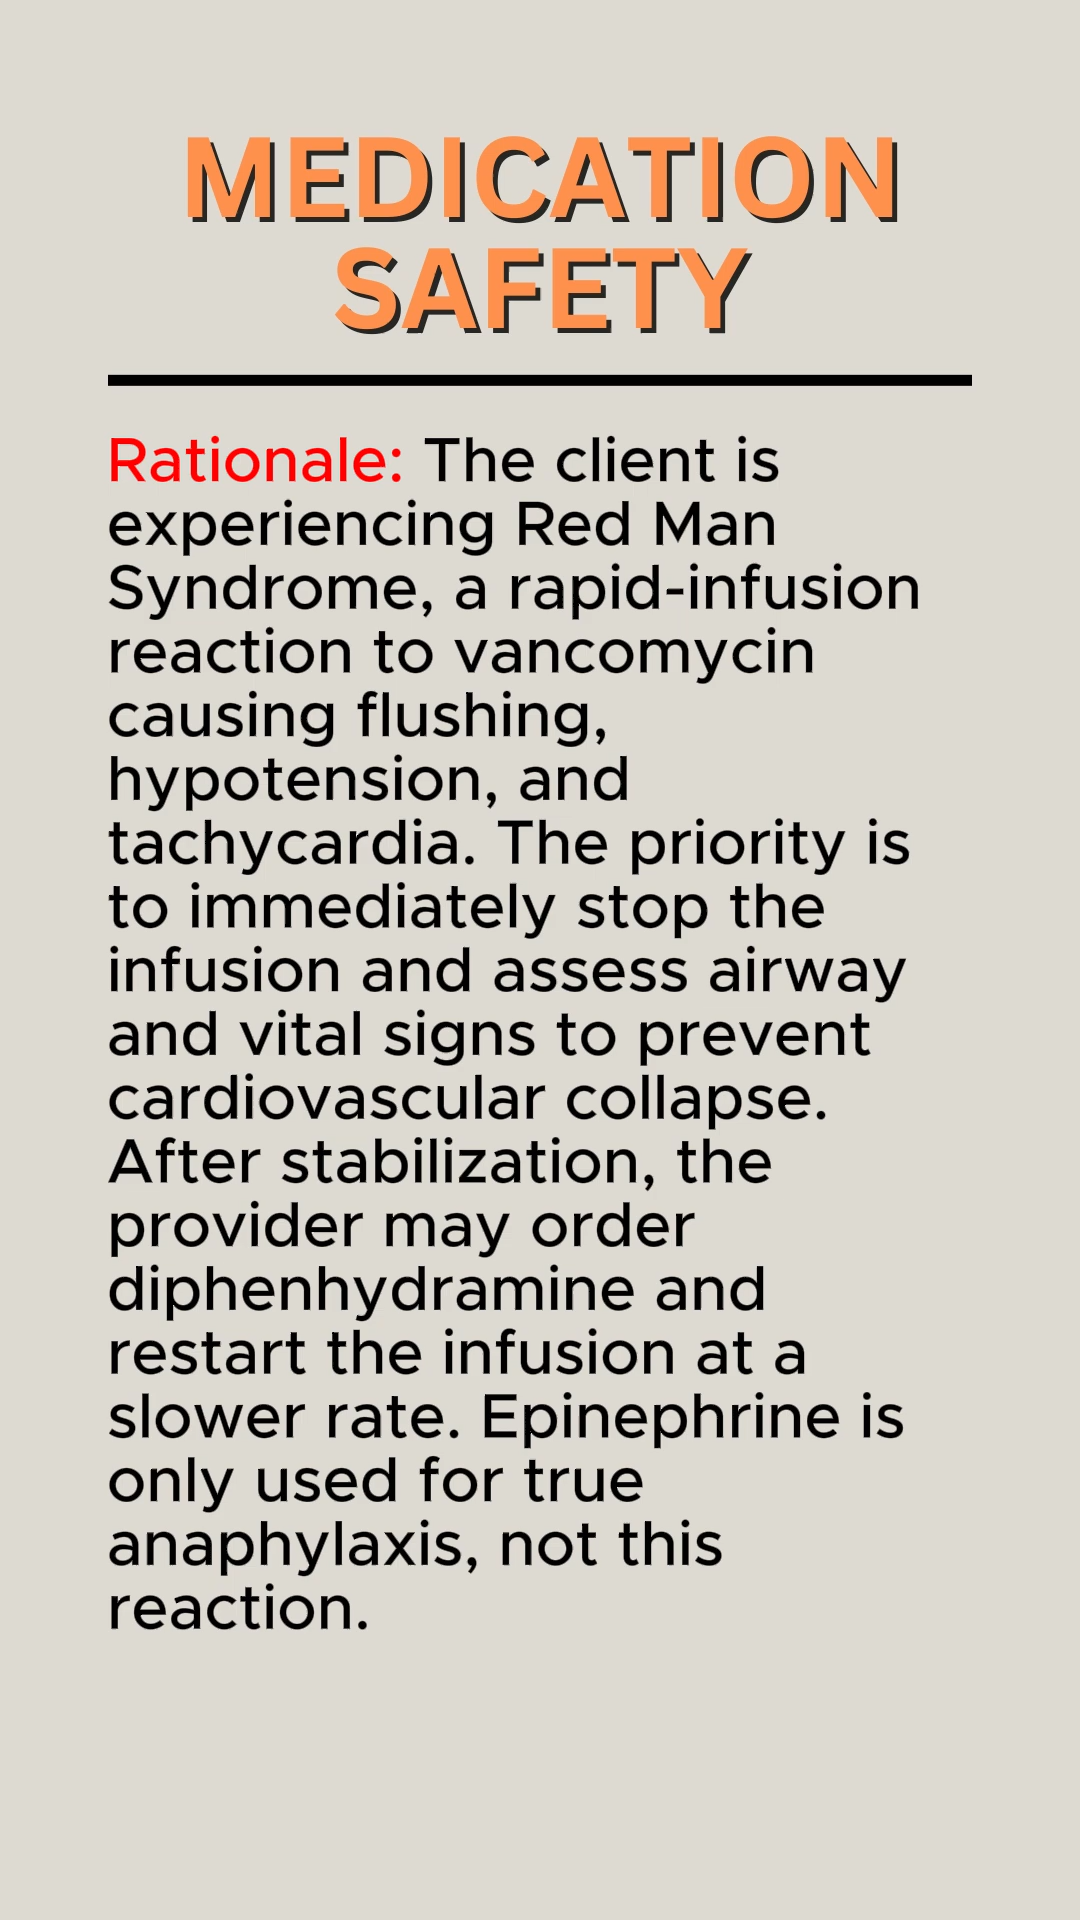 MEDICATION
SAFETY
Rationale: The client is
experiencing Red Man
Syndrome, a rapid-infusion
reaction to vancomycin
causing flushing,
hypotension, and
tachycardia. The priority is
to immediately stop the
infusion and assess airway
and vital signs to prevent
cardiovascular collapse.
After stabilization, the
provider may order
diphenhydramine and
restart the infusion at a
slower rate. Epinephrine is
only used for true
anaphylaxis, not this
reaction.